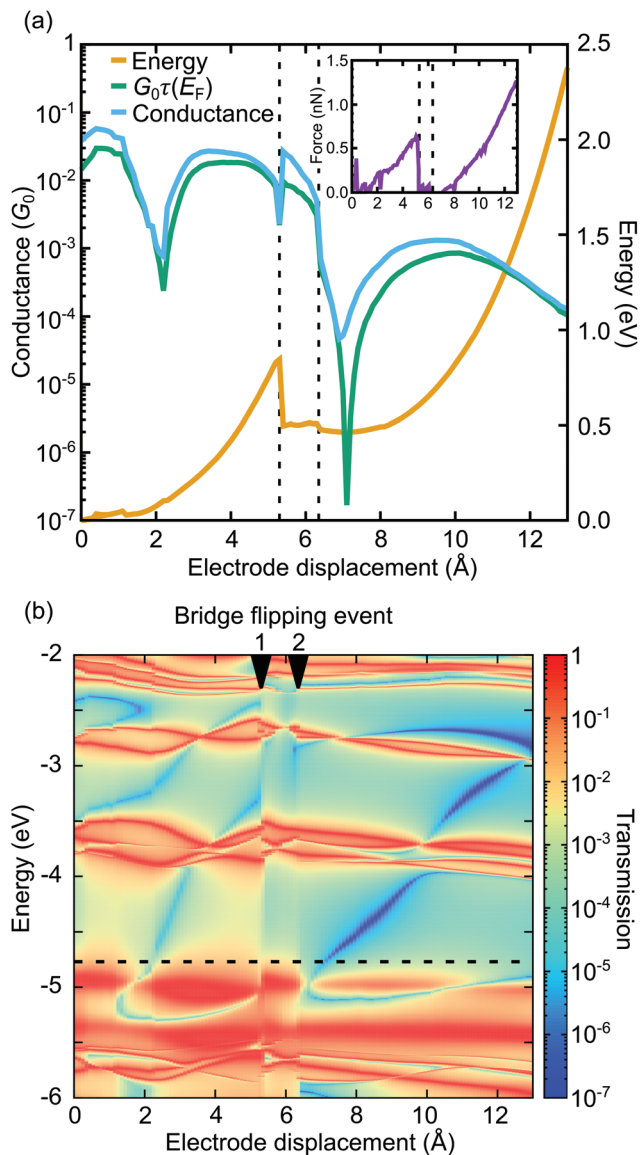 (a)
Energy
G₀τ(E_F)
Conductance
Conductance (G₀)
1
10⁻¹
10⁻²
10⁻³
10⁻⁴
10⁻⁵
10⁻⁶
10⁻⁷
Force (nN)
1.5
1.0
0.5
0.0
0 2 4 6 8 10 12
2.5
2.0
1.5
1.0
0.5
0.0
Energy (eV)
0 2 4 6 8 10 12
Electrode displacement (Å)
(b)
Bridge flipping event
1 2
Energy (eV)
-2
-3
-4
-5
-6
0 2 4 6 8 10 12
Electrode displacement (Å)
1
10⁻¹
10⁻²
10⁻³
10⁻⁴
10⁻⁵
10⁻⁶
10⁻⁷
Transmission